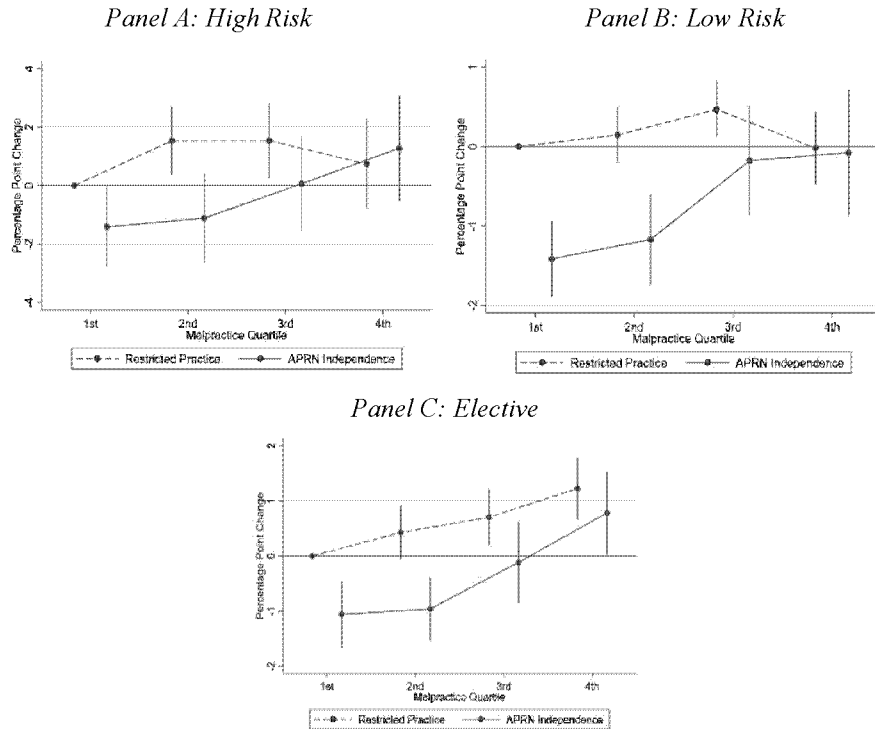 Panel A: High Risk
Percentage Point Change
4
2
0
-2
-4
1st 2nd 3rd 4th
Malpractice Quartile
Restricted Practice APRN Independence
Panel B: Low Risk
Percentage Point Change
1
0
-1
-2
1st 2nd 3rd 4th
Malpractice Quartile
Restricted Practice APRN Independence
Panel C: Elective
Percentage Point Change
2
1
0
-1
-2
1st 2nd 3rd 4th
Malpractice Quartile
Restricted Practice APRN Independence